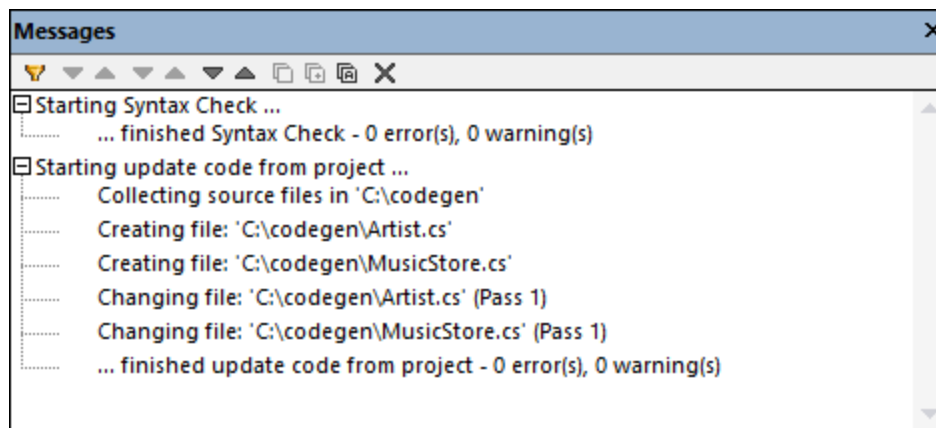 Messages
Starting Syntax Check ...
... finished Syntax Check - 0 error(s), 0 warning(s)
Starting update code from project ...
Collecting source files in 'C:\codegen'
Creating file: 'C:\codegen\Artist.cs'
Creating file: 'C:\codegen\MusicStore.cs'
Changing file: 'C:\codegen\Artist.cs' (Pass 1)
Changing file: 'C:\codegen\MusicStore.cs' (Pass 1)
... finished update code from project - 0 error(s), 0 warning(s)